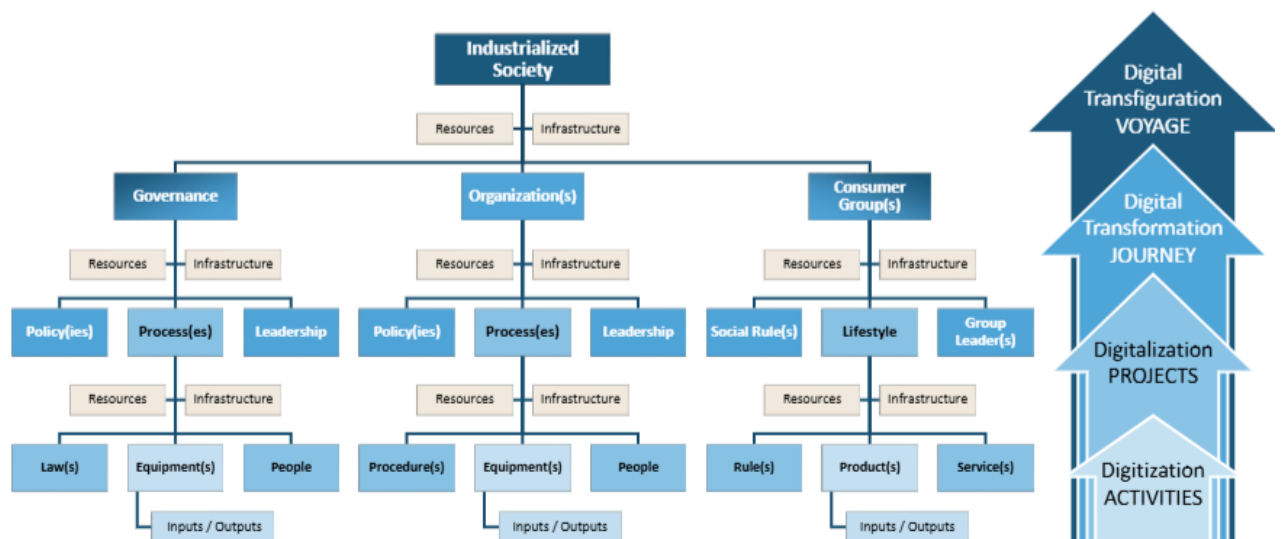 Industrialized
Society
Resources
Infrastructure
Governance
Organization(s)
Consumer
Group(s)
Resources
Infrastructure
Resources
Infrastructure
Resources
Infrastructure
Policy(ies)
Process(es)
Leadership
Policy(ies)
Process(es)
Leadership
Social Rule(s)
Lifestyle
Group
Leader(s)
Resources
Infrastructure
Resources
Infrastructure
Resources
Infrastructure
Law(s)
Equipment(s)
People
Procedure(s)
Equipment(s)
People
Rule(s)
Product(s)
Service(s)
Inputs / Outputs
Inputs / Outputs
Inputs / Outputs
Digital
Transfiguration
VOYAGE
Digital
Transformation
JOURNEY
Digitalization
PROJECTS
Digitization
ACTIVITIES